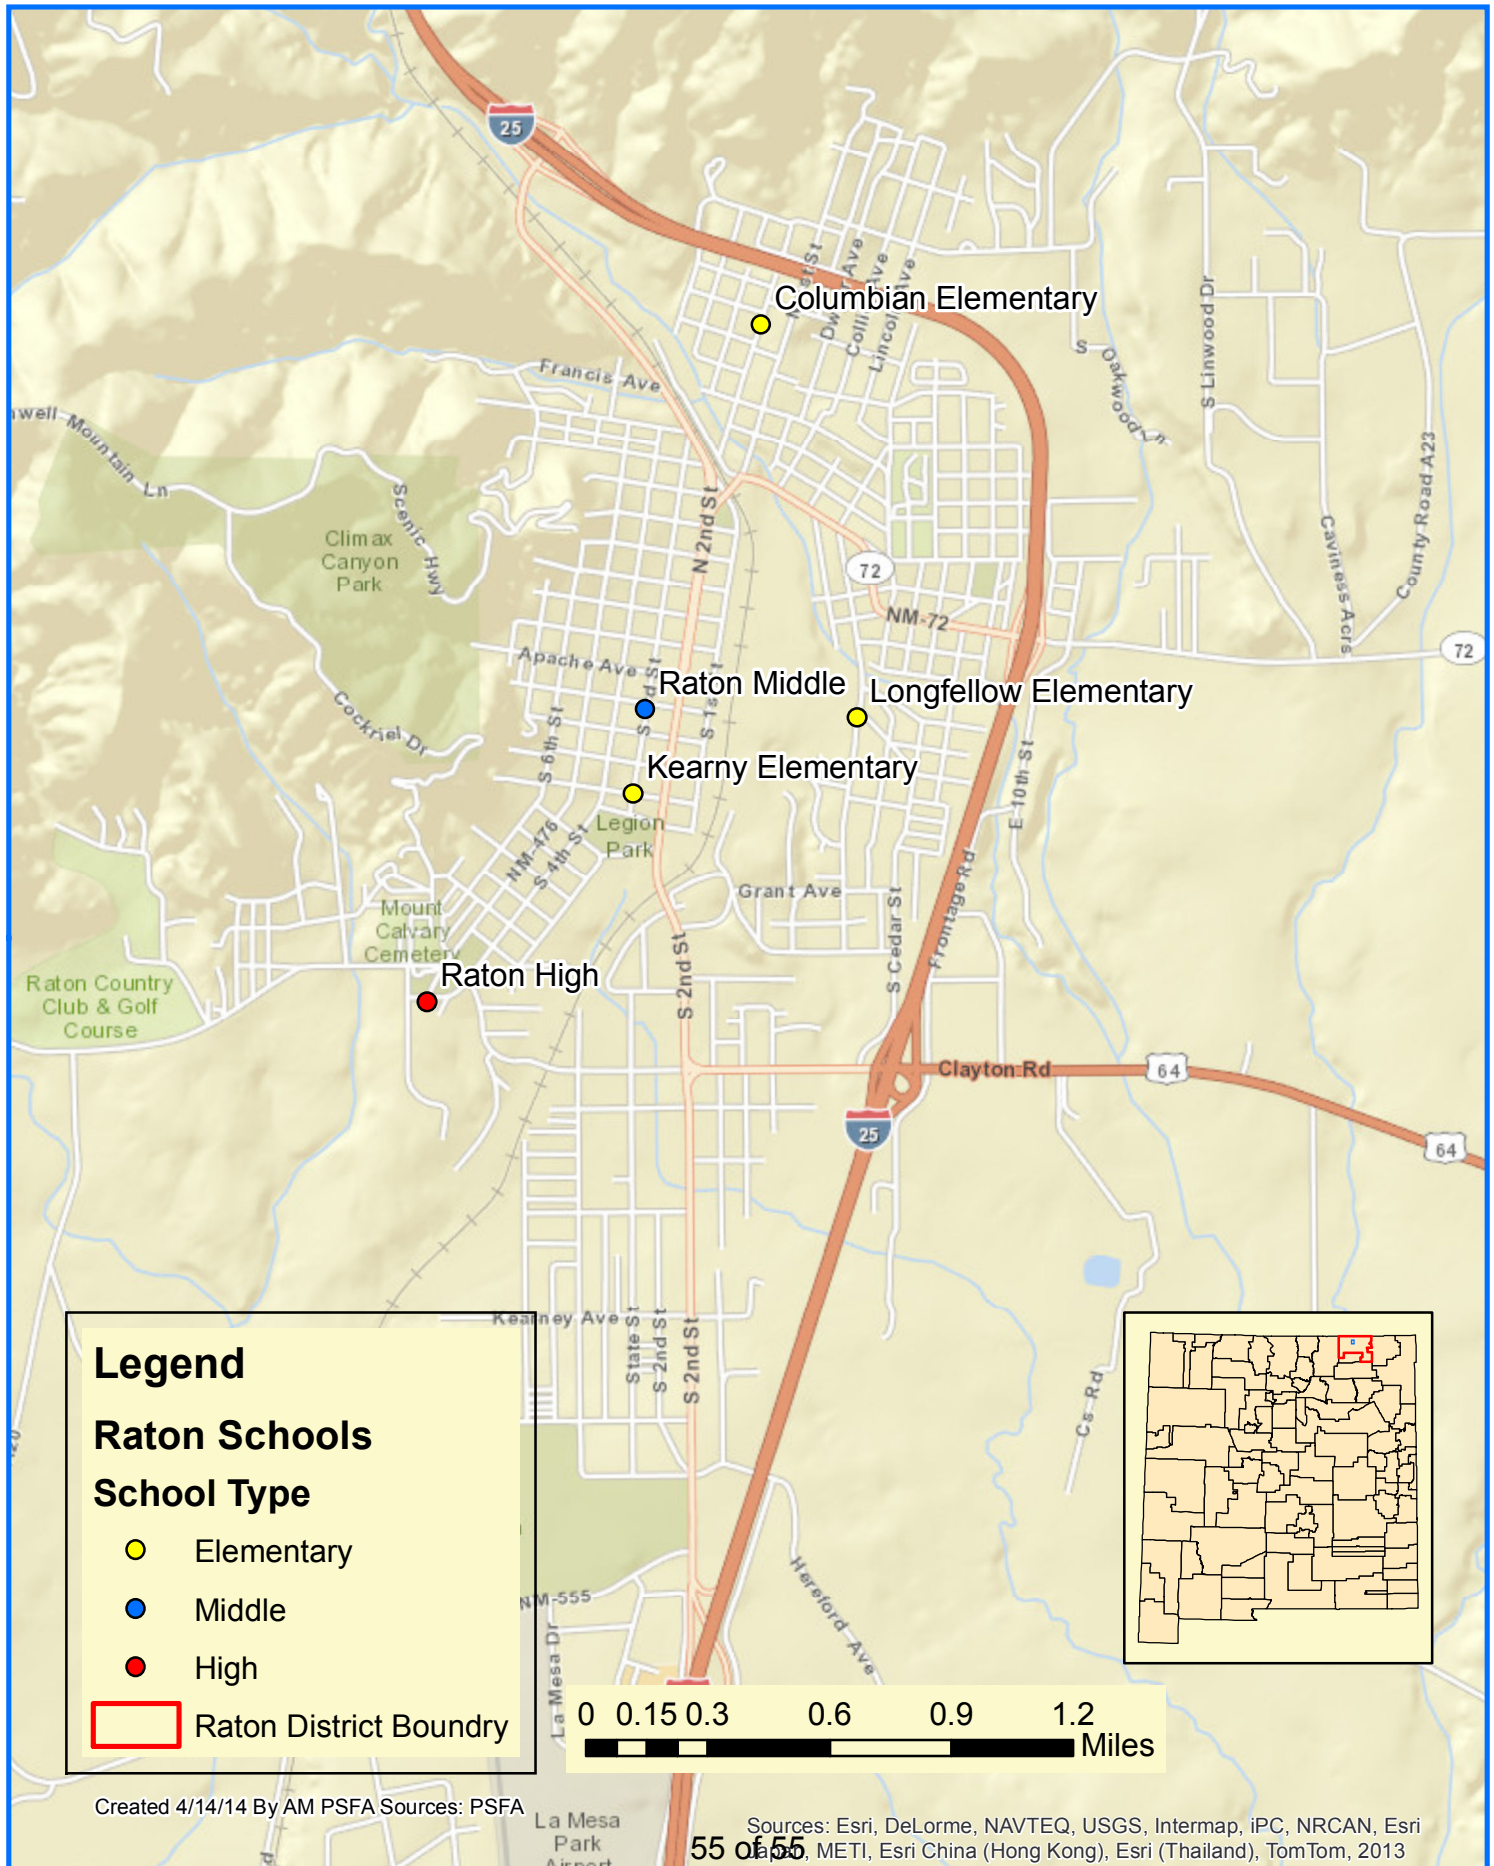 25
Columbian Elementary
Francis Ave
S Linwood Dr
Oakwood Ln
S
Mountain Ln
Scenic Hwy
Climax
Canyon
Park
N 2nd St
72
NM-72
Caviness Acrs
County Road A23
72
Apache Ave
Raton Middle
Longfellow Elementary
S 1st
Cockriel Dr
S 6th St
Kearny Elementary
E 10th St
Legion
Park
NM-476
S 4th St
Grant Ave
S Cedar St
Frontage Rd
Mount
Calvary
Cemetery
Raton High
Raton Country
Club & Golf
Course
S 2nd St
Clayton Rd
64
25
64
Kearney Ave
State St
S 2nd St
S 2nd St
Cs Rd
Legend
Raton Schools
School Type
Elementary
Middle
High
Raton District Boundry
NM-555
La Mesa Dr
Hereford Ave
0 0.15 0.3 0.6 0.9 1.2
Miles
Created 4/14/14 By AM PSFA Sources: PSFA
La Mesa
Park
Airport
55 of 55
Sources: Esri, DeLorme, NAVTEQ, USGS, Intermap, iPC, NRCAN, Esri
Japan, METI, Esri China (Hong Kong), Esri (Thailand), TomTom, 2013